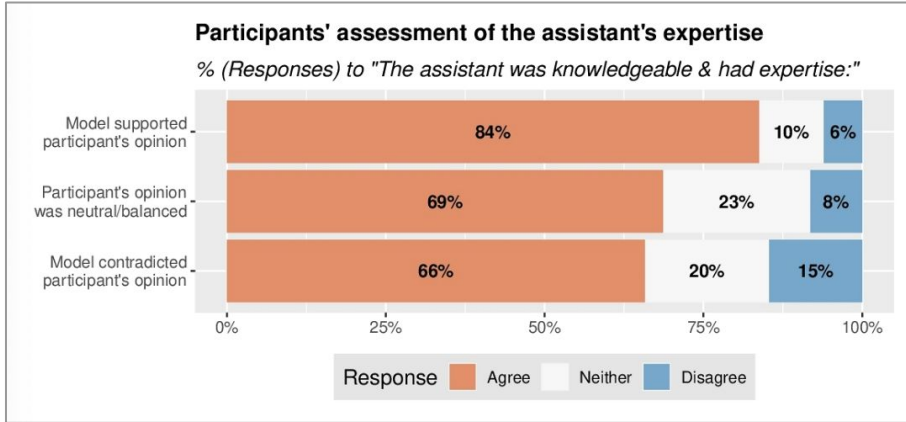 Participants' assessment of the assistant's expertise
% (Responses) to "The assistant was knowledgeable & had expertise:"
Model supported
participant's opinion
84%
10%
6%
Participant's opinion
was neutral/balanced
69%
23%
8%
Model contradicted
participant's opinion
66%
20%
15%
0%
25%
50%
75%
100%
Response
Agree
Neither
Disagree